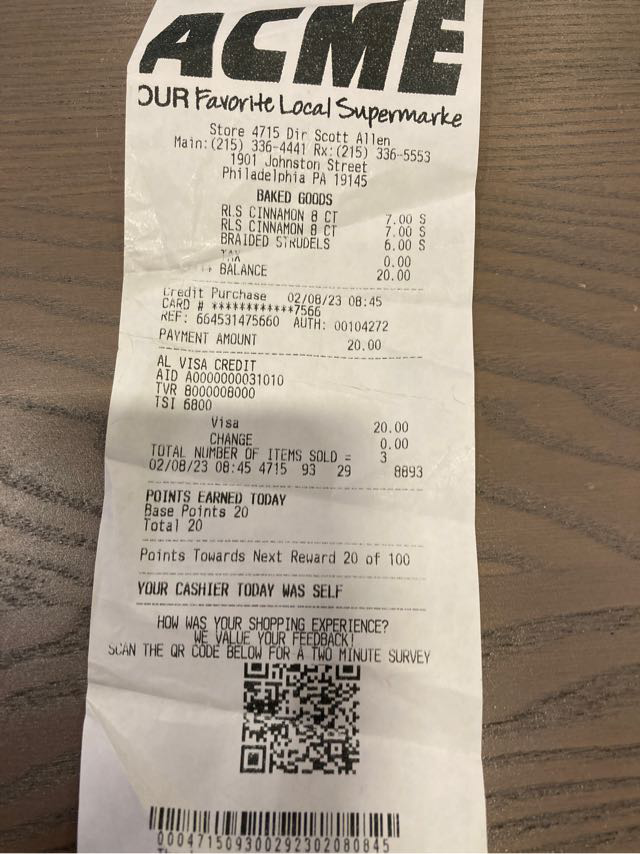 ACME
OUR Favorite Local Supermarke
Store 4715 Dir Scott Allen
Main:(215) 336-4441 Rx:(215) 336-5553
1901 Johnston Street
Philadelphia PA 19145
BAKED GOODS
RLS CINNAMON 8 CT 7.00 S
RLS CINNAMON 8 CT 7.00 S
BRAIDED STRUDELS 6.00 S
TAX 0.00
BALANCE 20.00
Credit Purchase 02/08/23 08:45
CARD # ************7566
REF: 664531475660 AUTH: 00104272
PAYMENT AMOUNT 20.00
AL VISA CREDIT
AID A0000000031010
TVR 8000008000
TSI 6800
Visa 20.00
CHANGE 0.00
TOTAL NUMBER OF ITEMS SOLD = 3
02/08/23 08:45 4715 93 29 8893
POINTS EARNED TODAY
Base Points 20
Total 20
Points Towards Next Reward 20 of 100
YOUR CASHIER TODAY WAS SELF
HOW WAS YOUR SHOPPING EXPERIENCE?
WE VALUE YOUR FEEDBACK!
SCAN THE QR CODE BELOW FOR A TWO MINUTE SURVEY
000471509300292302080845